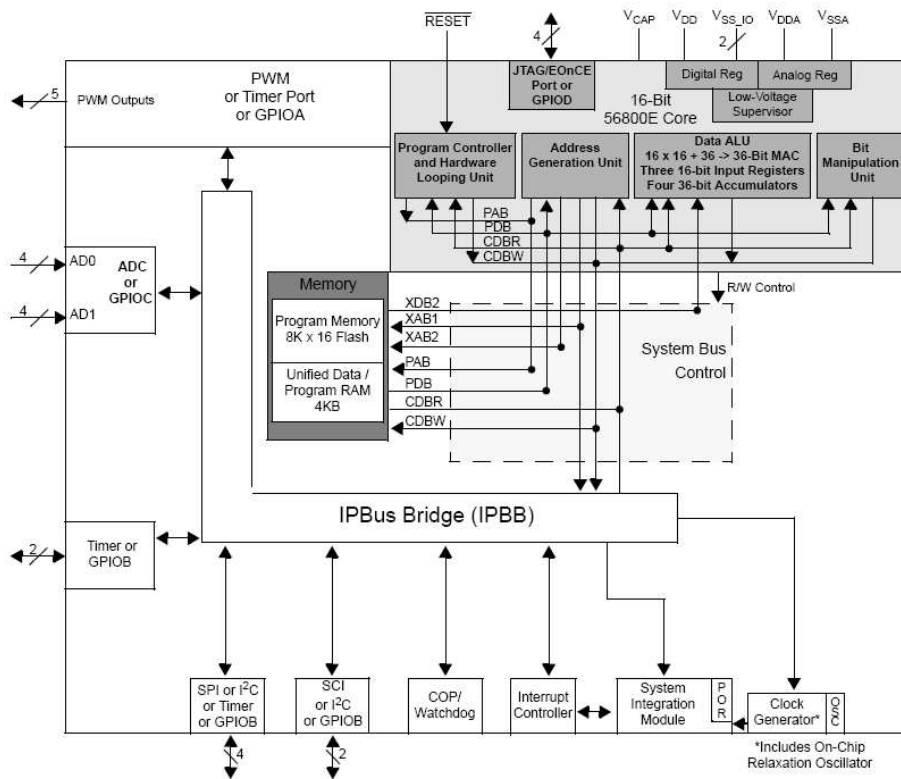 RESET
4
V_CAP
V_DD
V_SS_IO
2
V_DDA
V_SSA
5
PWM Outputs
PWM
or Timer Port
or GPIOA
JTAG/EOnCE
Port or
GPIOD
16-Bit
56800E Core
Digital Reg
Analog Reg
Low-Voltage
Supervisor
Program Controller
and Hardware
Looping Unit
Address
Generation Unit
Data ALU
16 x 16 + 36 -> 36-Bit MAC
Three 16-bit Input Registers
Four 36-bit Accumulators
Bit
Manipulation
Unit
PAB
PDB
CDBR
CDBW
4
AD0
4
AD1
ADC
or
GPIOC
Memory
Program Memory
8K x 16 Flash
Unified Data /
Program RAM
4KB
XDB2
XAB1
XAB2
PAB
PDB
CDBR
CDBW
R/W Control
System Bus
Control
IPBus Bridge (IPBB)
2
Timer or
GPIOB
SPI or I²C
or Timer
or GPIOB
4
SCI
or I²C
or GPIOB
2
COP/
Watchdog
Interrupt
Controller
System
Integration
Module
POR
Clock
Generator*
OSC
*Includes On-Chip
Relaxation Oscillator